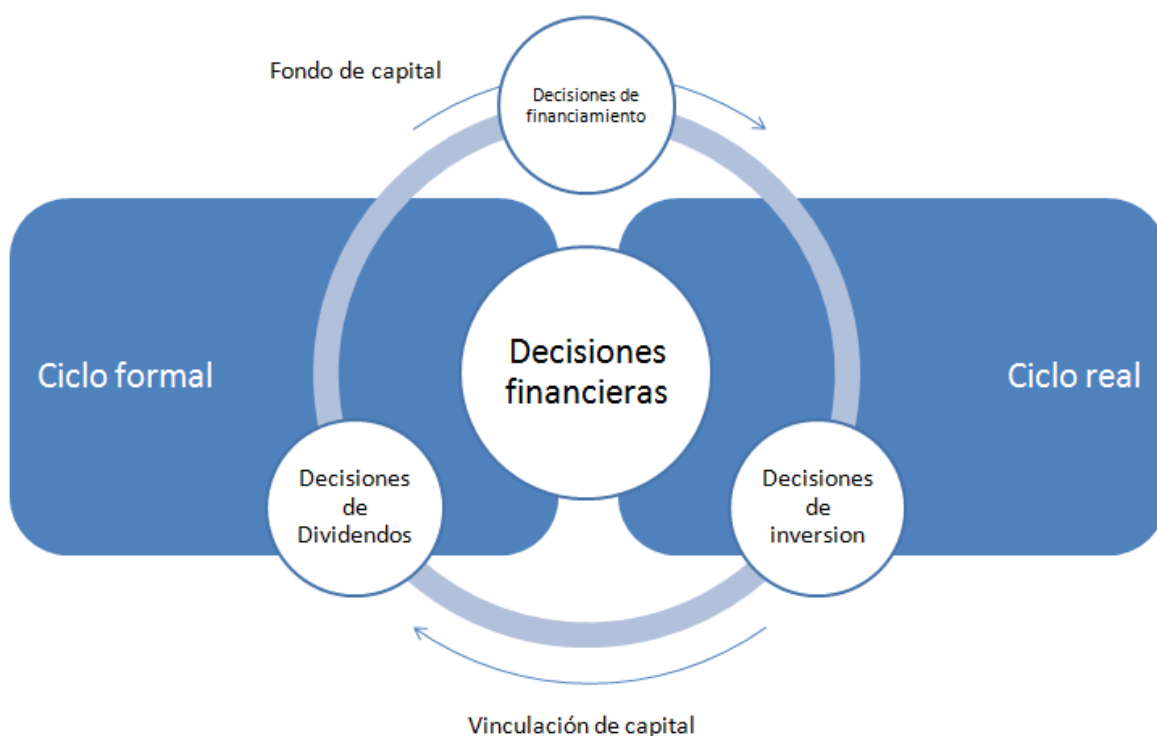 Fondo de capital
Decisiones de
financiamiento
Ciclo formal
Decisiones
financieras
Ciclo real
Decisiones
de
Dividendos
Decisiones
de
inversion
Vinculación de capital